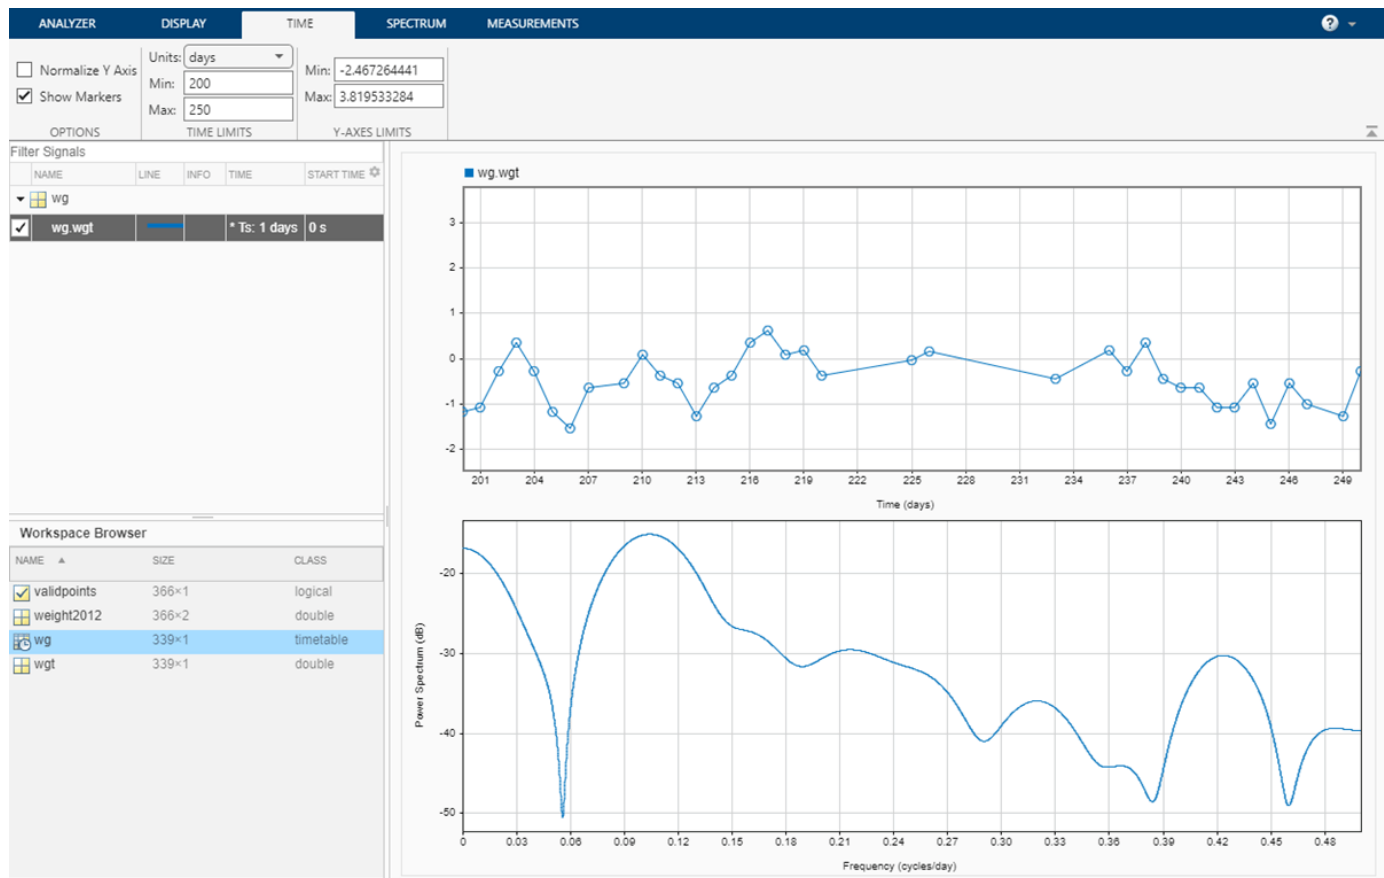 ANALYZER DISPLAY TIME SPECTRUM MEASUREMENTS ?
Normalize Y Axis
Show Markers
OPTIONS
Units: days
Min: 200
Max: 250
TIME LIMITS
Min: -2.467264441
Max: 3.819533284
Y-AXES LIMITS
Filter Signals
NAME LINE INFO TIME START TIME
wg
wg.wgt * Ts: 1 days 0 s
Workspace Browser
NAME SIZE CLASS
validpoints 366×1 logical
weight2012 366×2 double
wg 339×1 timetable
wgt 339×1 double
wg.wgt
3
2
1
0
-1
-2
201 204 207 210 213 216 219 222 225 228 231 234 237 240 243 246 249
Time (days)
Power Spectrum (dB)
-20
-30
-40
-50
0 0.03 0.06 0.09 0.12 0.15 0.18 0.21 0.24 0.27 0.30 0.33 0.36 0.39 0.42 0.45 0.48
Frequency (cycles/day)